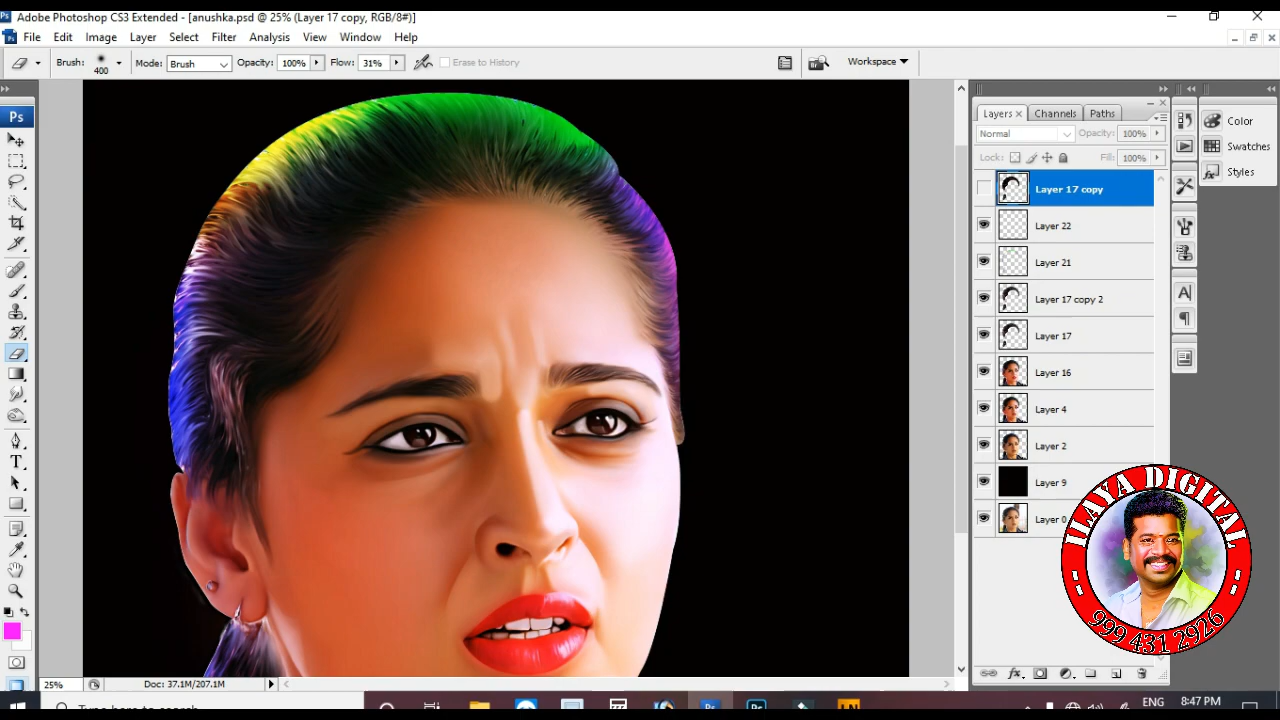 Adobe Photoshop CS3 Extended - [anushka.psd @ 25% (Layer 17 copy, RGB/8#)]
Ps File Edit Image Layer Select Filter Analysis View Window Help
Brush: 400 Mode: Brush Opacity: 100% Flow: 31% Erase to History Workspace
Ps
Layers Channels Paths
Normal Opacity: 100%
Lock: Fill: 100%
Color
Swatches
Styles
Layer 17 copy
Layer 22
Layer 21
Layer 17 copy 2
Layer 17
Layer 16
Layer 4
Layer 2
Layer 9
Layer 0
ILAYA DIGITAL
999 431 2926
25% Doc: 37.1M/207.1M
ENG 8:47 PM